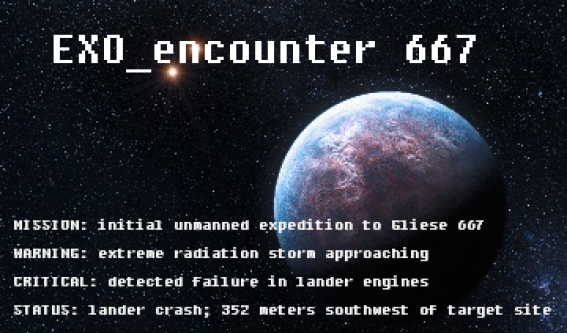 EXO_encounter 667
MISSION: initial unmanned expedition to Gliese 667
WARNING: extreme radiation storm approaching
CRITICAL: detected failure in lander engines
STATUS: lander crash; 352 meters southwest of target site